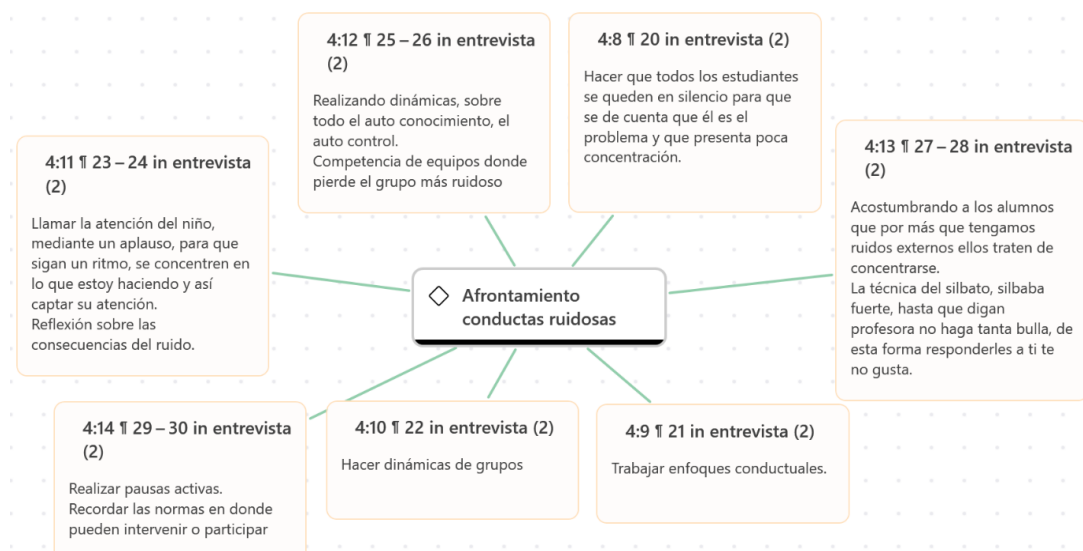 4:12 ¶ 25 – 26 in entrevista
(2)
Realizando dinámicas, sobre
todo el auto conocimiento, el
auto control.
Competencia de equipos donde
pierde el grupo más ruidoso
4:8 ¶ 20 in entrevista (2)
Hacer que todos los estudiantes
se queden en silencio para que
se de cuenta que él es el
problema y que presenta poca
concentración.
4:11 ¶ 23 – 24 in entrevista
(2)
Llamar la atención del niño,
mediante un aplauso, para que
sigan un ritmo, se concentren en
lo que estoy haciendo y así
captar su atención.
Reflexión sobre las
consecuencias del ruido.
4:13 ¶ 27 – 28 in entrevista
(2)
Acostumbrando a los alumnos
que por más que tengamos
ruidos externos ellos traten de
concentrarse.
La técnica del silbato, silbaba
fuerte, hasta que digan
profesora no haga tanta bulla, de
esta forma responderles a ti te
no gusta.
Afrontamiento
conductas ruidosas
4:14 ¶ 29 – 30 in entrevista
(2)
Realizar pausas activas.
Recordar las normas en donde
pueden intervenir o participar
4:10 ¶ 22 in entrevista (2)
Hacer dinámicas de grupos
4:9 ¶ 21 in entrevista (2)
Trabajar enfoques conductuales.